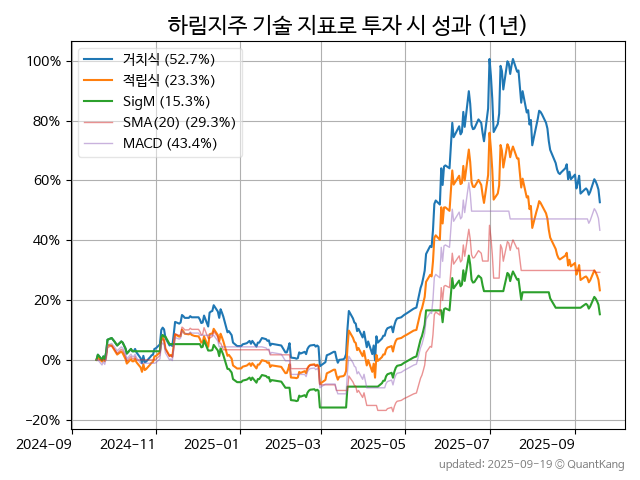 하림지주 기술 지표로 투자 시 성과 (1년)
거치식 (52.7%)
적립식 (23.3%)
SigM (15.3%)
SMA(20) (29.3%)
MACD (43.4%)
100%
80%
60%
40%
20%
0%
−20%
2024-09 2024-11 2025-01 2025-03 2025-05 2025-07 2025-09
updated: 2025-09-19 © QuantKang